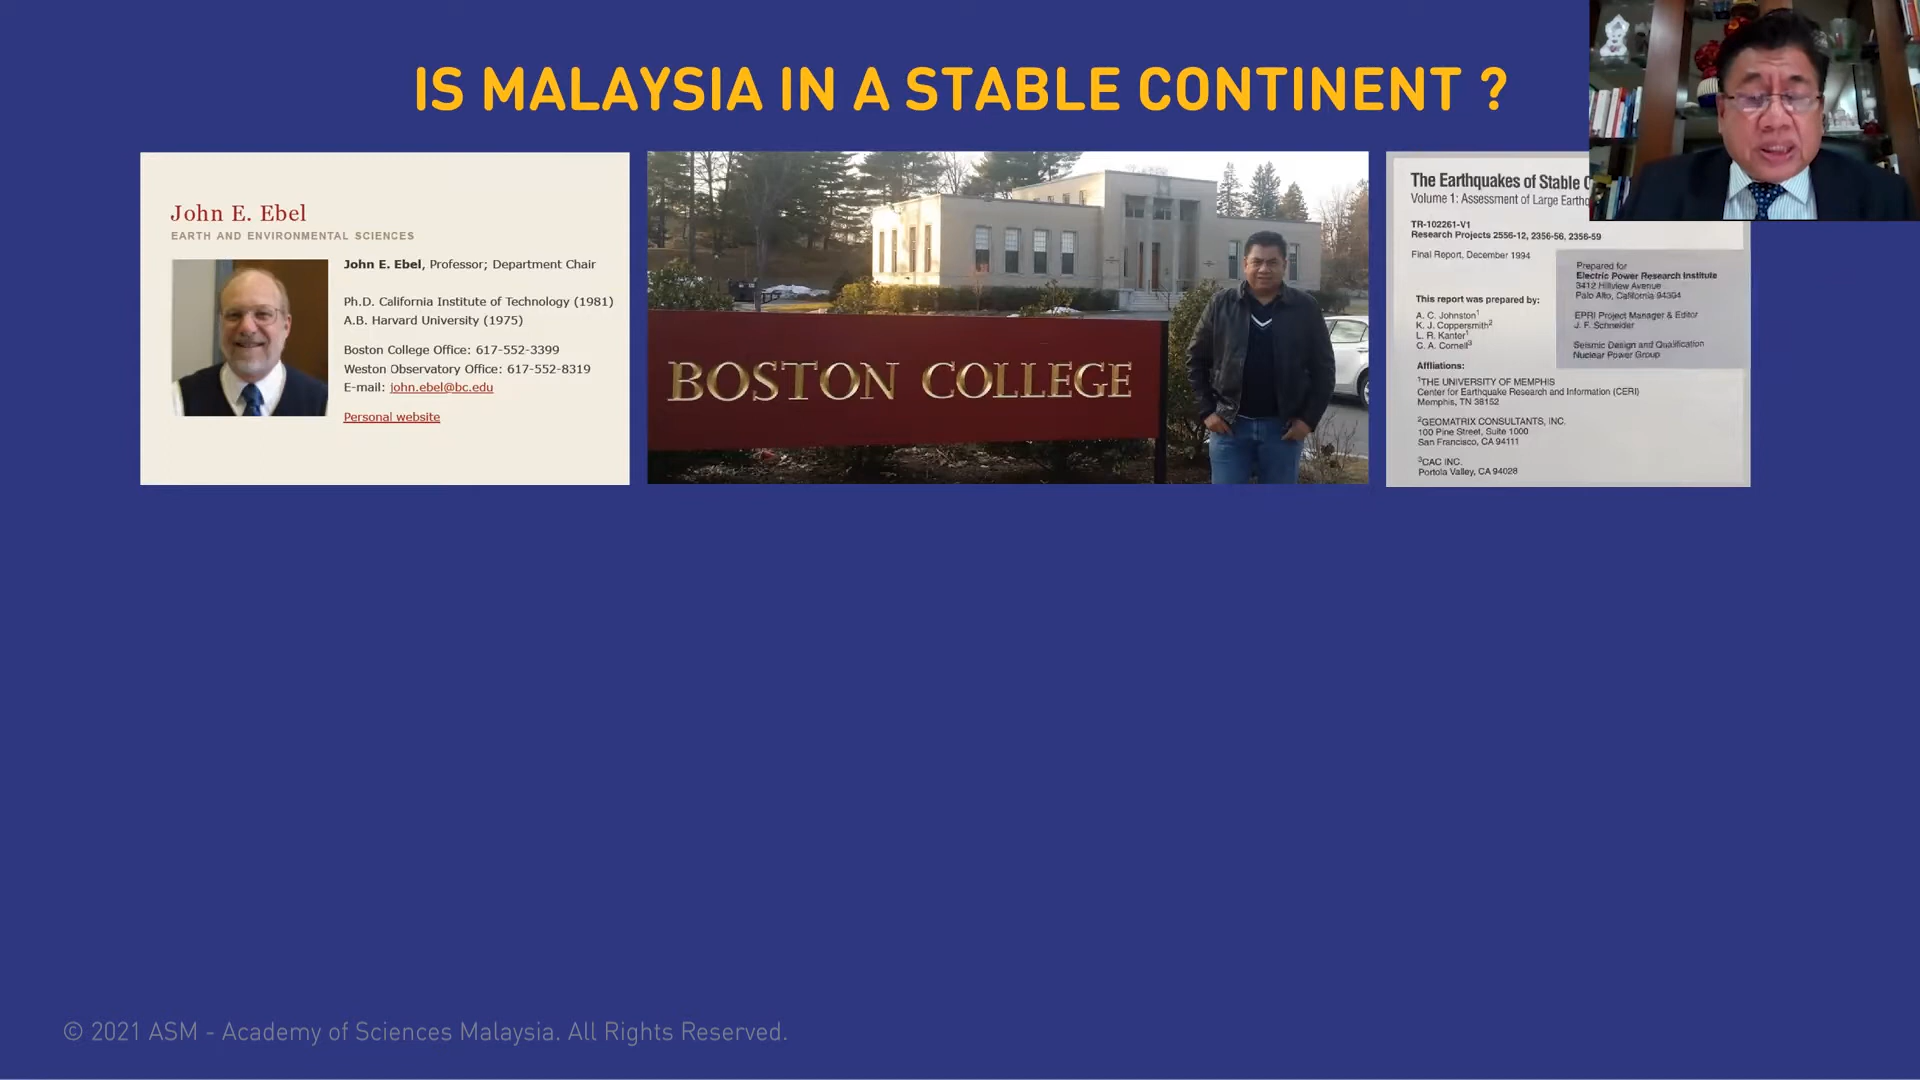 IS MALAYSIA IN A STABLE CONTINENT ?
John E. Ebel
EARTH AND ENVIRONMENTAL SCIENCES
John E. Ebel, Professor; Department Chair
Ph.D. California Institute of Technology (1981)
A.B. Harvard University (1975)
Boston College Office: 617-552-3399
Weston Observatory Office: 617-552-8319
E-mail: john.ebel@bc.edu
Personal website
BOSTON COLLEGE
The Earthquakes of Stable
Volume 1: Assessment of Large
TR-102261-V1
Research Projects 2556-12, 2356-56, 2356-59
Final Report, December 1994
Prepared for
Electric Power Research Institute
3412 Hillview Avenue
Palo Alto, California 94304
EPRI Project Manager & Editor
J. F. Schneider
Seismic Design and Qualification
Nuclear Power Group
This report was prepared by:
A. C. Johnston1
K. J. Coppersmith2
L. R. Kanter1
C. A. Cornell3
Affliations:
1THE UNIVERSITY OF MEMPHIS
Center for Earthquake Research and Information (CERI)
Memphis, TN 38152
2GEOMATRIX CONSULTANTS, INC.
100 Pine Street, Suite 1000
San Francisco, CA 94111
3CAC INC.
Portola Valley, CA 94028
© 2021 ASM - Academy of Sciences Malaysia. All Rights Reserved.